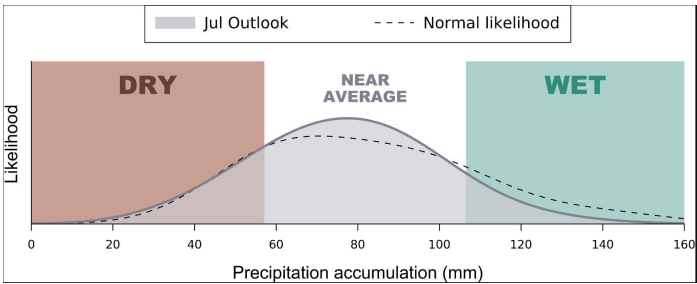 Jul Outlook
Normal likelihood
DRY
NEAR
AVERAGE
WET
Likelihood
0 20 40 60 80 100 120 140 160
Precipitation accumulation (mm)